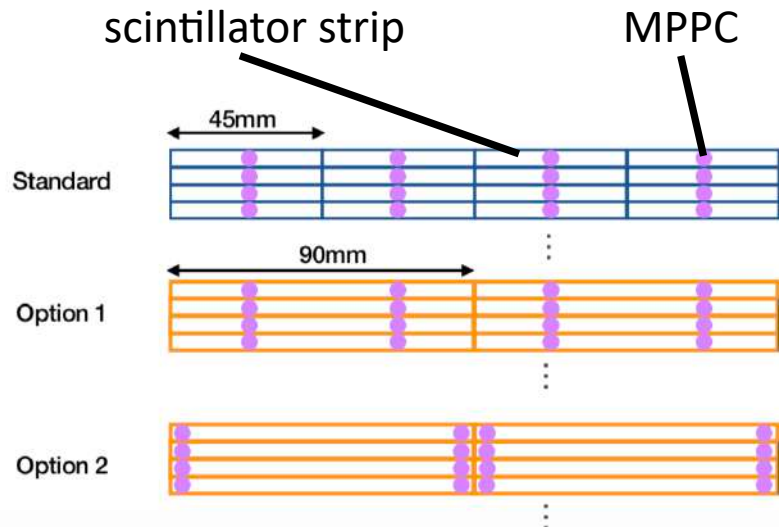 scintillator strip
MPPC
45mm
Standard
90mm
Option 1
Option 2